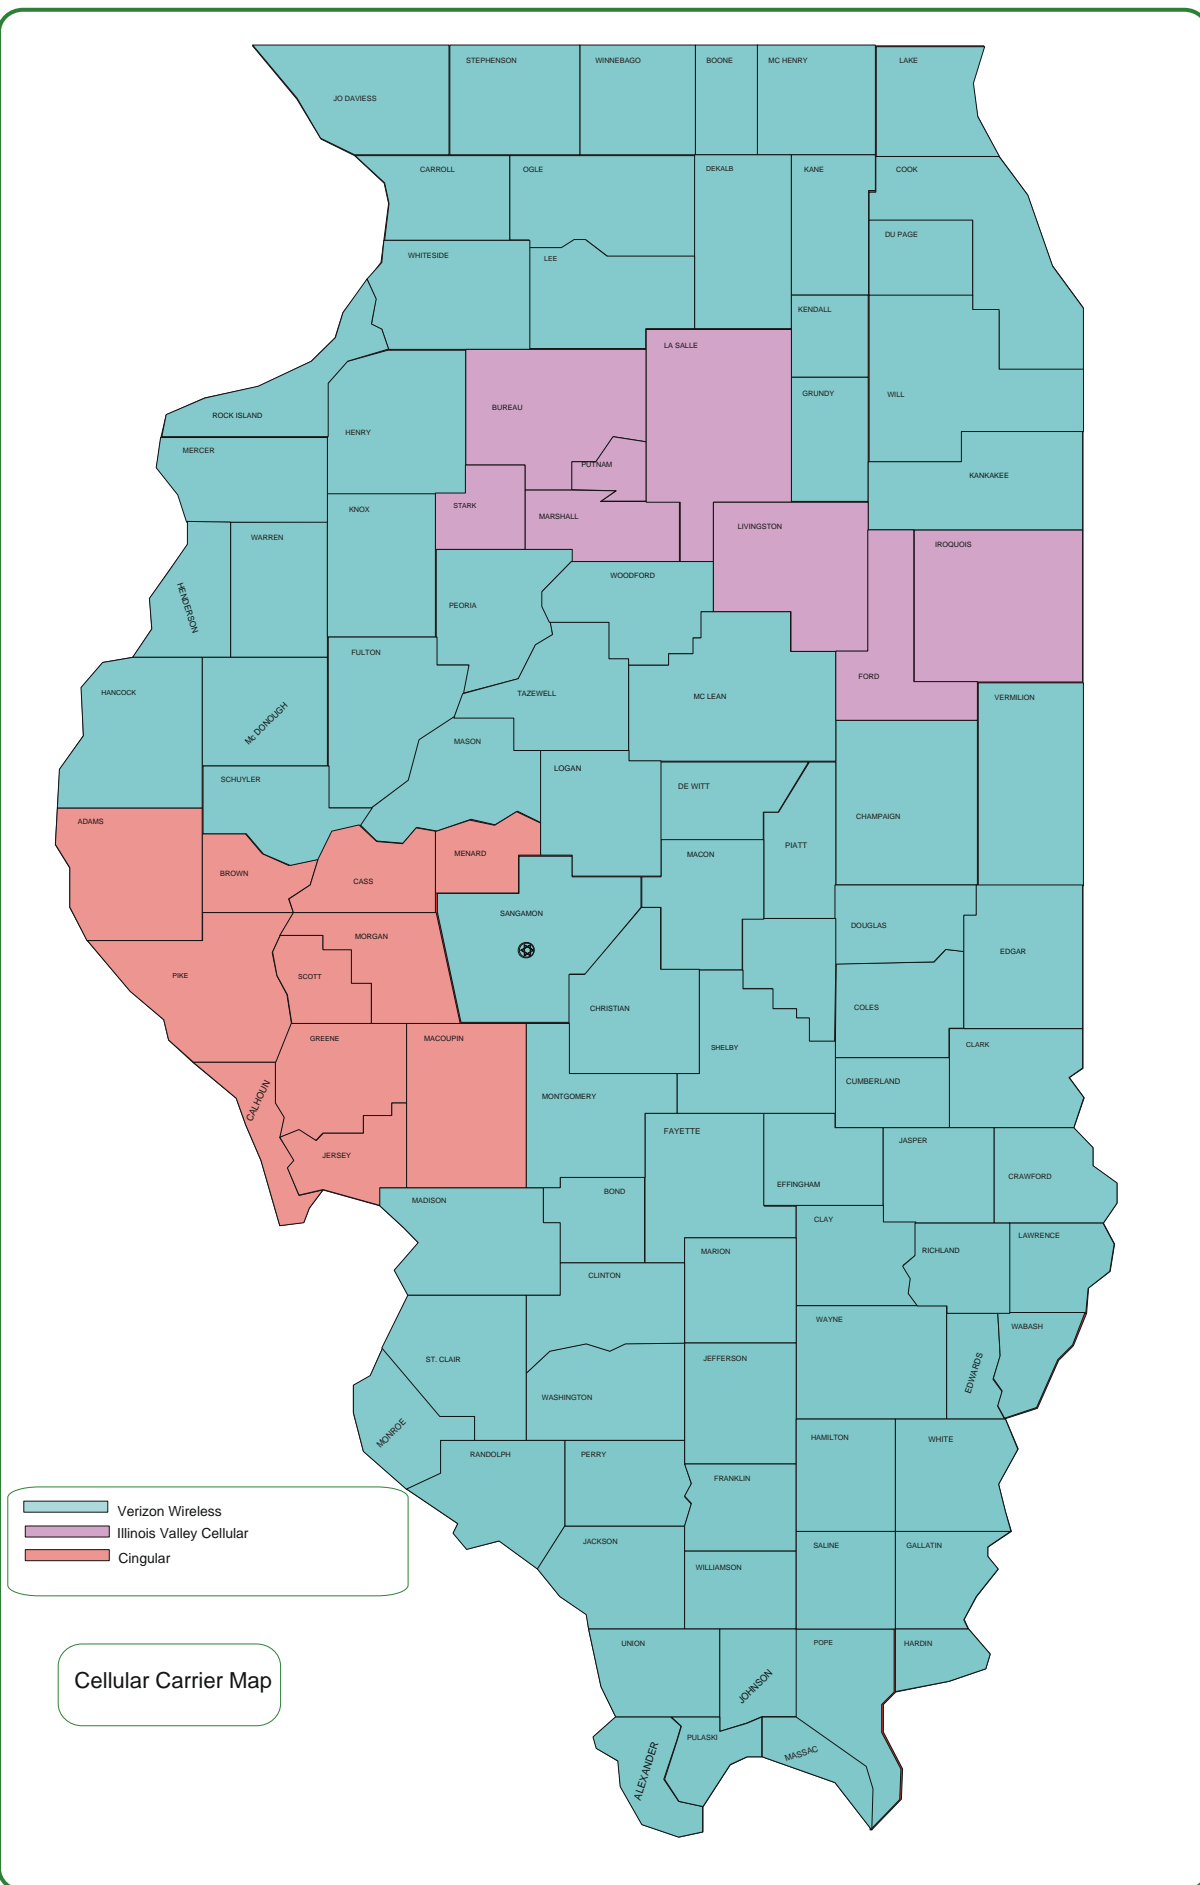 STEPHENSON
WINNEBAGO
BOONE
MC HENRY
LAKE
JO DAVIESS
CARROLL
OGLE
DEKALB
KANE
COOK
DU PAGE
WHITESIDE
LEE
KENDALL
LA SALLE
GRUNDY
WILL
BUREAU
ROCK ISLAND
HENRY
MERCER
PUTNAM
KANKAKEE
STARK
KNOX
MARSHALL
LIVINGSTON
WARREN
IROQUOIS
WOODFORD
HENDERSON
PEORIA
FULTON
FORD
HANCOCK
TAZEWELL
MC LEAN
VERMILION
Mc DONOUGH
MASON
LOGAN
SCHUYLER
DE WITT
ADAMS
CHAMPAIGN
PIATT
MENARD
MACON
BROWN
CASS
SANGAMON
DOUGLAS
MORGAN
EDGAR
PIKE
SCOTT
CHRISTIAN
COLES
GREENE
MACOUPIN
SHELBY
CLARK
CUMBERLAND
CALHOUN
MONTGOMERY
FAYETTE
JASPER
JERSEY
CRAWFORD
EFFINGHAM
BOND
MADISON
CLAY
LAWRENCE
MARION
RICHLAND
CLINTON
WAYNE
WABASH
ST. CLAIR
JEFFERSON
EDWARDS
WASHINGTON
MONROE
HAMILTON
WHITE
RANDOLPH
PERRY
FRANKLIN
Verizon Wireless
Illinois Valley Cellular
Cingular
JACKSON
SALINE
GALLATIN
WILLIAMSON
UNION
POPE
HARDIN
JOHNSON
Cellular Carrier Map
PULASKI
MASSAC
ALEXANDER